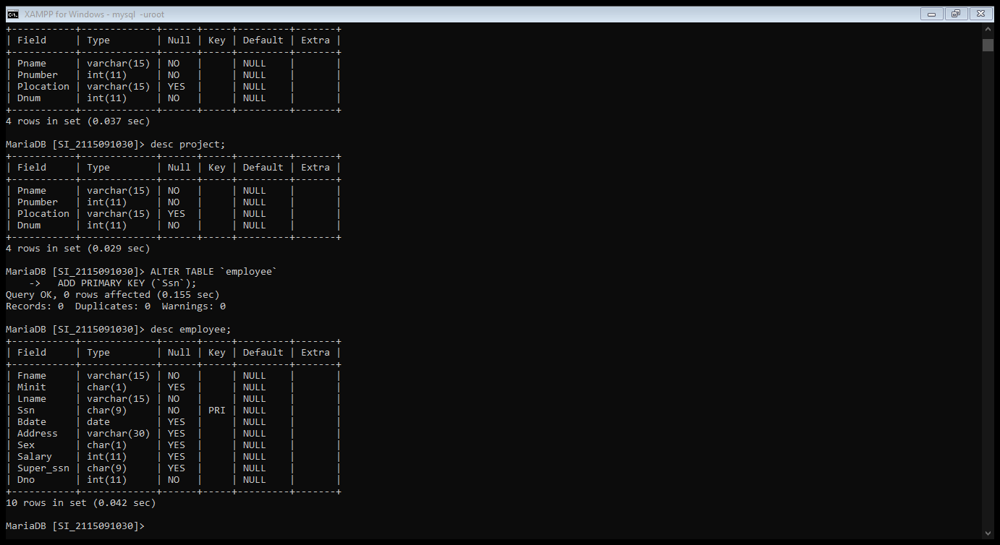 XAMPP for Windows - mysql  -uroot
+-----------+-------------+------+-----+---------+-------+
| Field     | Type        | Null | Key | Default | Extra |
+-----------+-------------+------+-----+---------+-------+
| Pname     | varchar(15) | NO   |     | NULL    |       |
| Pnumber   | int(11)     | NO   |     | NULL    |       |
| Plocation | varchar(15) | YES  |     | NULL    |       |
| Dnum      | int(11)     | NO   |     | NULL    |       |
+-----------+-------------+------+-----+---------+-------+
4 rows in set (0.037 sec)
MariaDB [SI_2115091030]> desc project;
+-----------+-------------+------+-----+---------+-------+
| Field     | Type        | Null | Key | Default | Extra |
+-----------+-------------+------+-----+---------+-------+
| Pname     | varchar(15) | NO   |     | NULL    |       |
| Pnumber   | int(11)     | NO   |     | NULL    |       |
| Plocation | varchar(15) | YES  |     | NULL    |       |
| Dnum      | int(11)     | NO   |     | NULL    |       |
+-----------+-------------+------+-----+---------+-------+
4 rows in set (0.029 sec)
MariaDB [SI_2115091030]> ALTER TABLE `employee`
    ->   ADD PRIMARY KEY (`Ssn`);
Query OK, 0 rows affected (0.155 sec)
Records: 0  Duplicates: 0  Warnings: 0
MariaDB [SI_2115091030]> desc employee;
+-----------+-------------+------+-----+---------+-------+
| Field     | Type        | Null | Key | Default | Extra |
+-----------+-------------+------+-----+---------+-------+
| Fname     | varchar(15) | NO   |     | NULL    |       |
| Minit     | char(1)     | YES  |     | NULL    |       |
| Lname     | varchar(15) | NO   |     | NULL    |       |
| Ssn       | char(9)     | NO   | PRI | NULL    |       |
| Bdate     | date        | YES  |     | NULL    |       |
| Address   | varchar(30) | YES  |     | NULL    |       |
| Sex       | char(1)     | YES  |     | NULL    |       |
| Salary    | int(11)     | YES  |     | NULL    |       |
| Super_ssn | char(9)     | YES  |     | NULL    |       |
| Dno       | int(11)     | NO   |     | NULL    |       |
+-----------+-------------+------+-----+---------+-------+
10 rows in set (0.042 sec)
MariaDB [SI_2115091030]>